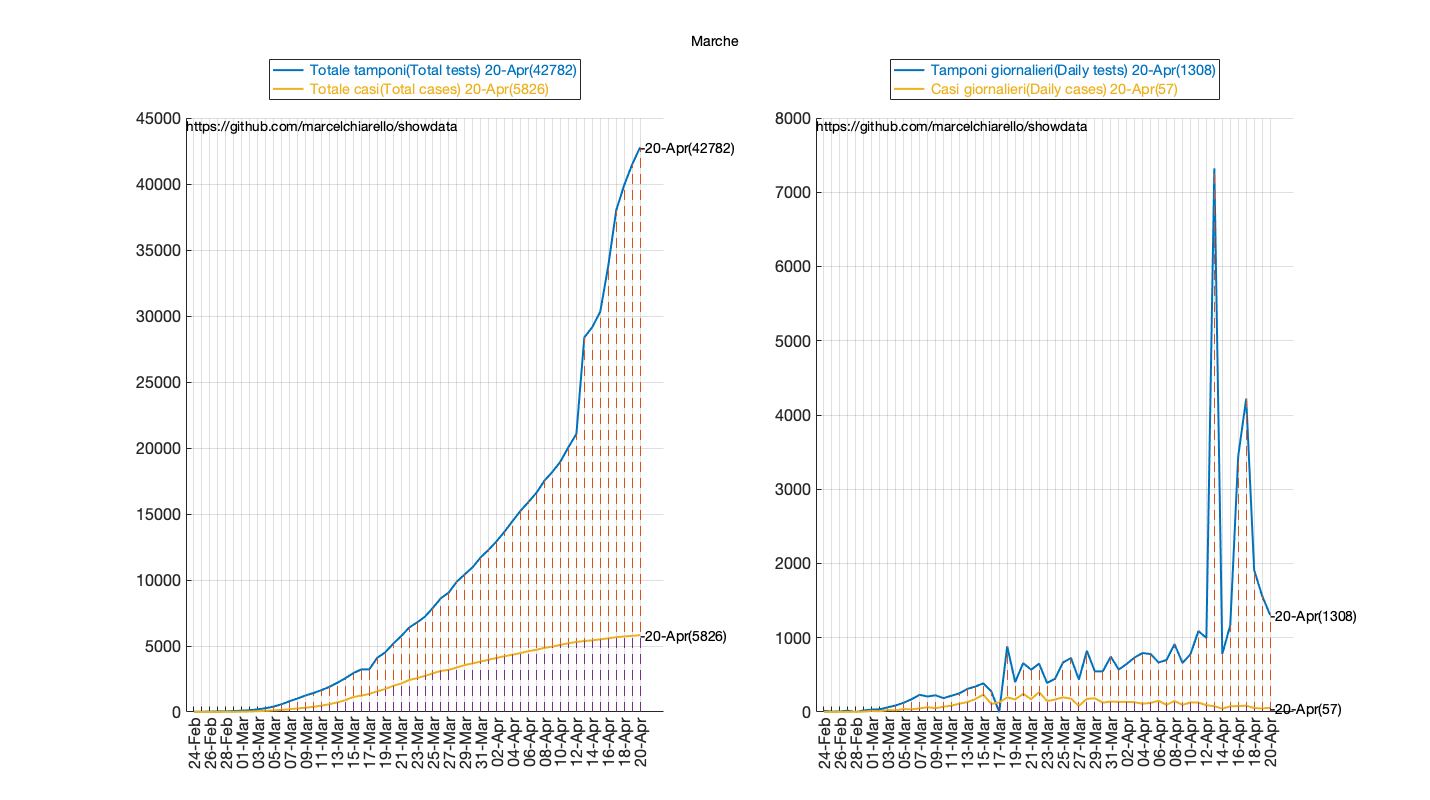 Marche
Totale tamponi(Total tests) 20-Apr(42782)
Totale casi(Total cases) 20-Apr(5826)
45000
https://github.com/marcelchiarello/showdata
20-Apr(42782)
40000
35000
30000
25000
20000
15000
10000
5000
20-Apr(5826)
0
24-Feb
26-Feb
28-Feb
01-Mar
03-Mar
05-Mar
07-Mar
09-Mar
11-Mar
13-Mar
15-Mar
17-Mar
19-Mar
21-Mar
23-Mar
25-Mar
27-Mar
29-Mar
31-Mar
02-Apr
04-Apr
06-Apr
08-Apr
10-Apr
12-Apr
14-Apr
16-Apr
18-Apr
20-Apr
Tamponi giornalieri(Daily tests) 20-Apr(1308)
Casi giornalieri(Daily cases) 20-Apr(57)
8000
https://github.com/marcelchiarello/showdata
7000
6000
5000
4000
3000
2000
1000
20-Apr(1308)
0
20-Apr(57)
24-Feb
26-Feb
28-Feb
01-Mar
03-Mar
05-Mar
07-Mar
09-Mar
11-Mar
13-Mar
15-Mar
17-Mar
19-Mar
21-Mar
23-Mar
25-Mar
27-Mar
29-Mar
31-Mar
02-Apr
04-Apr
06-Apr
08-Apr
10-Apr
12-Apr
14-Apr
16-Apr
18-Apr
20-Apr